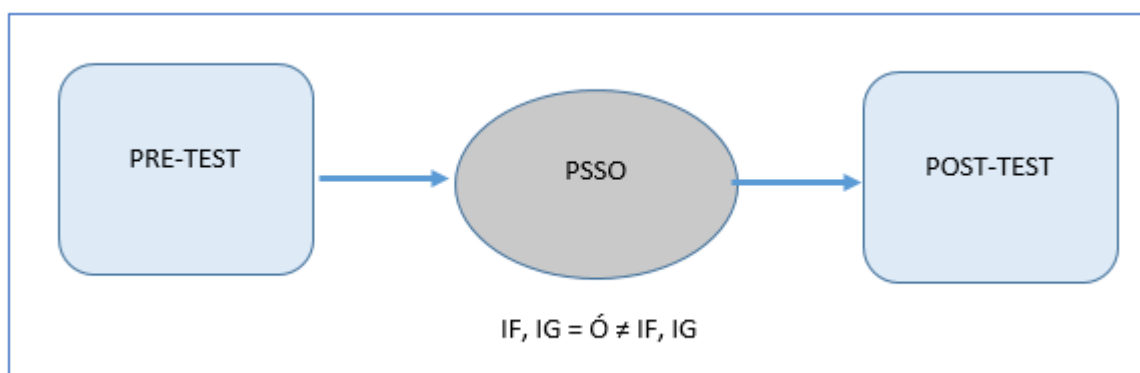 PRE-TEST
PSSO
POST-TEST
IF, IG = Ó ≠ IF, IG